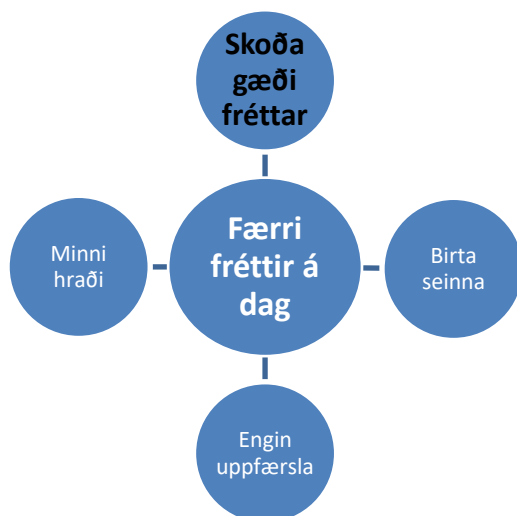 Skoða
gæði
fréttar
Minni
hraði
Færri
fréttir á
dag
Birta
seinna
Engin
uppfærsla